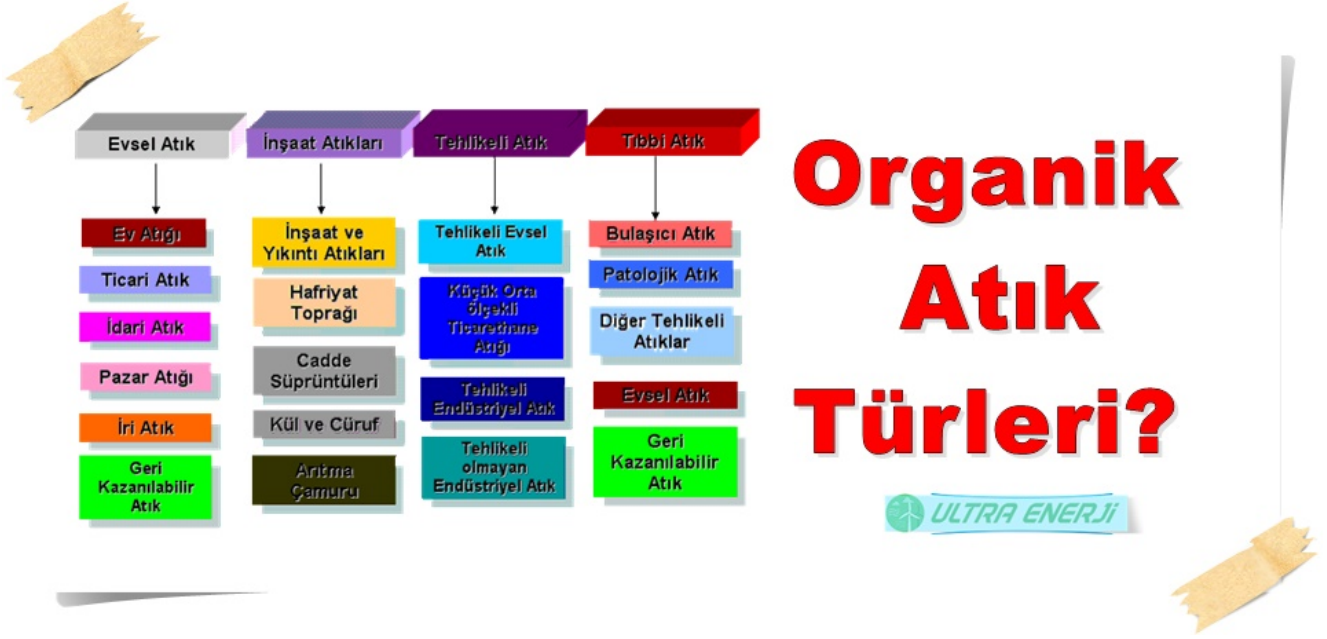 Evsel Atık
Ev Atığı
Ticari Atık
İdari Atık
Pazar Atığı
İri Atık
Geri
Kazanılabilir
Atık
İnşaat Atıkları
İnşaat ve
Yıkıntı Atıkları
Hafriyat
Toprağı
Cadde
Süprüntüleri
Kül ve Cüruf
Arıtma
Çamuru
Tehlikeli Atık
Tehlikeli Evsel
Atık
Küçük Orta
ölçekli
Ticarethane
Atığı
Tehlikeli
Endüstriyel Atık
Tehlikeli
olmayan
Endüstriyel Atık
Tıbbi Atık
Bulaşıcı Atık
Patolojik Atık
Diğer Tehlikeli
Atıklar
Evsel Atık
Geri
Kazanılabilir
Atık
Organik
Atık
Türleri?
ULTRA ENERJİ